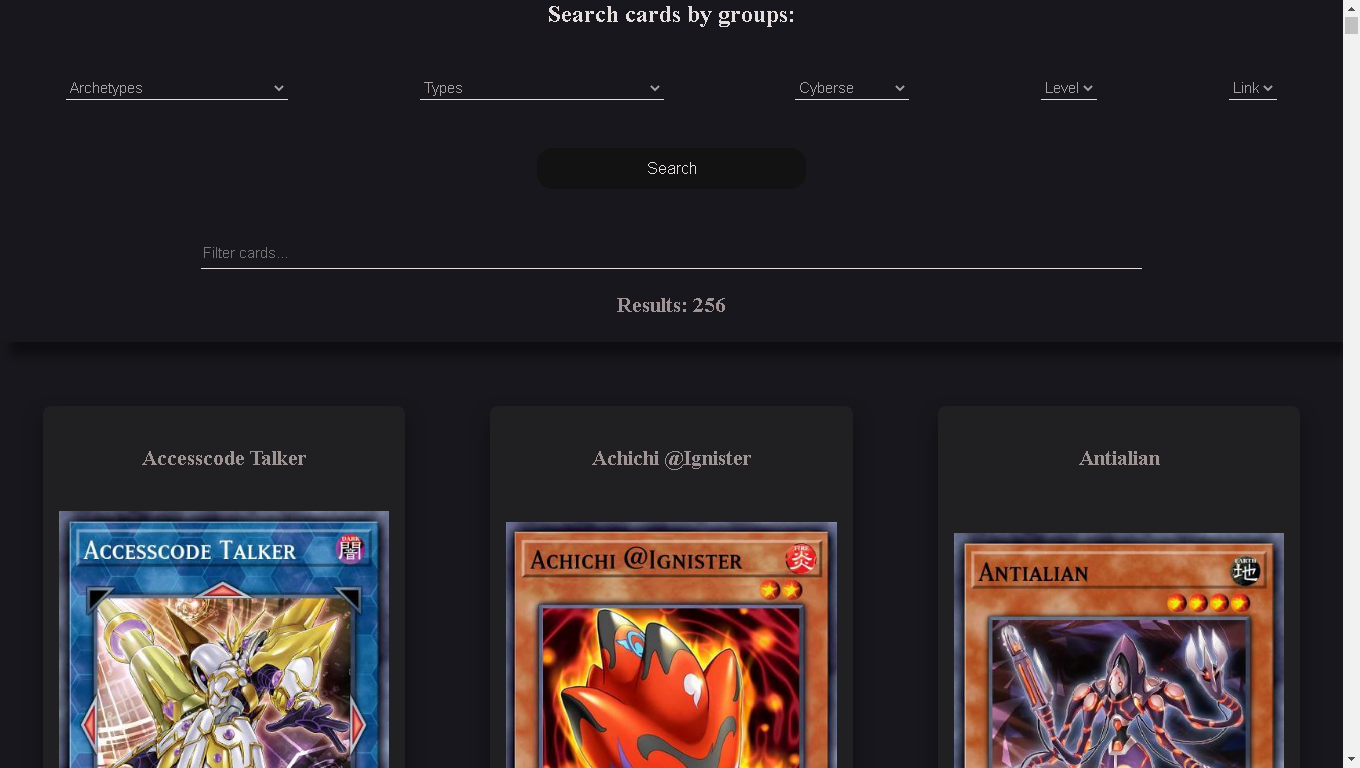 Search cards by groups:
Archetypes Types Cyberse Level Link
Search
Filter cards...
Results: 256
Accesscode Talker
Achichi @Ignister
Antialian
ACCESSCODE TALKER DARK 闇
ACHICHI @IGNISTER FIRE 炎
ANTIALIAN EARTH 地